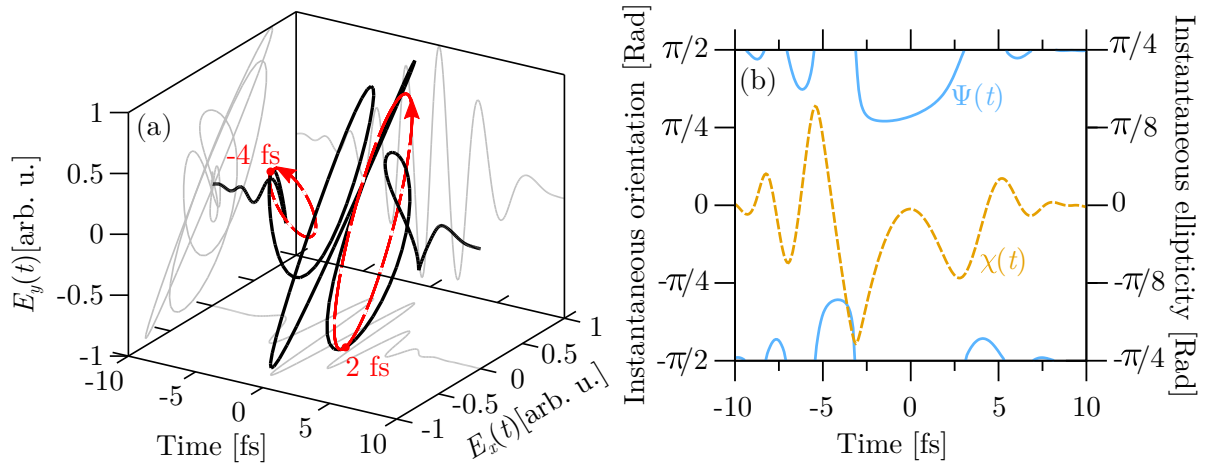 (a)
1
0.5
0
-0.5
-1
E_y(t)[arb. u.]
-4 fs
2 fs
-10
-5
0
5
10
Time [fs]
-1
-0.5
0
0.5
1
E_x(t)[arb. u.]
(b)
Instantaneous orientation [Rad]
π/2
π/4
0
-π/4
-π/2
Ψ(t)
χ(t)
π/4
π/8
0
-π/8
-π/4
Instantaneous ellipticity [Rad]
-10
-5
0
5
10
Time [fs]